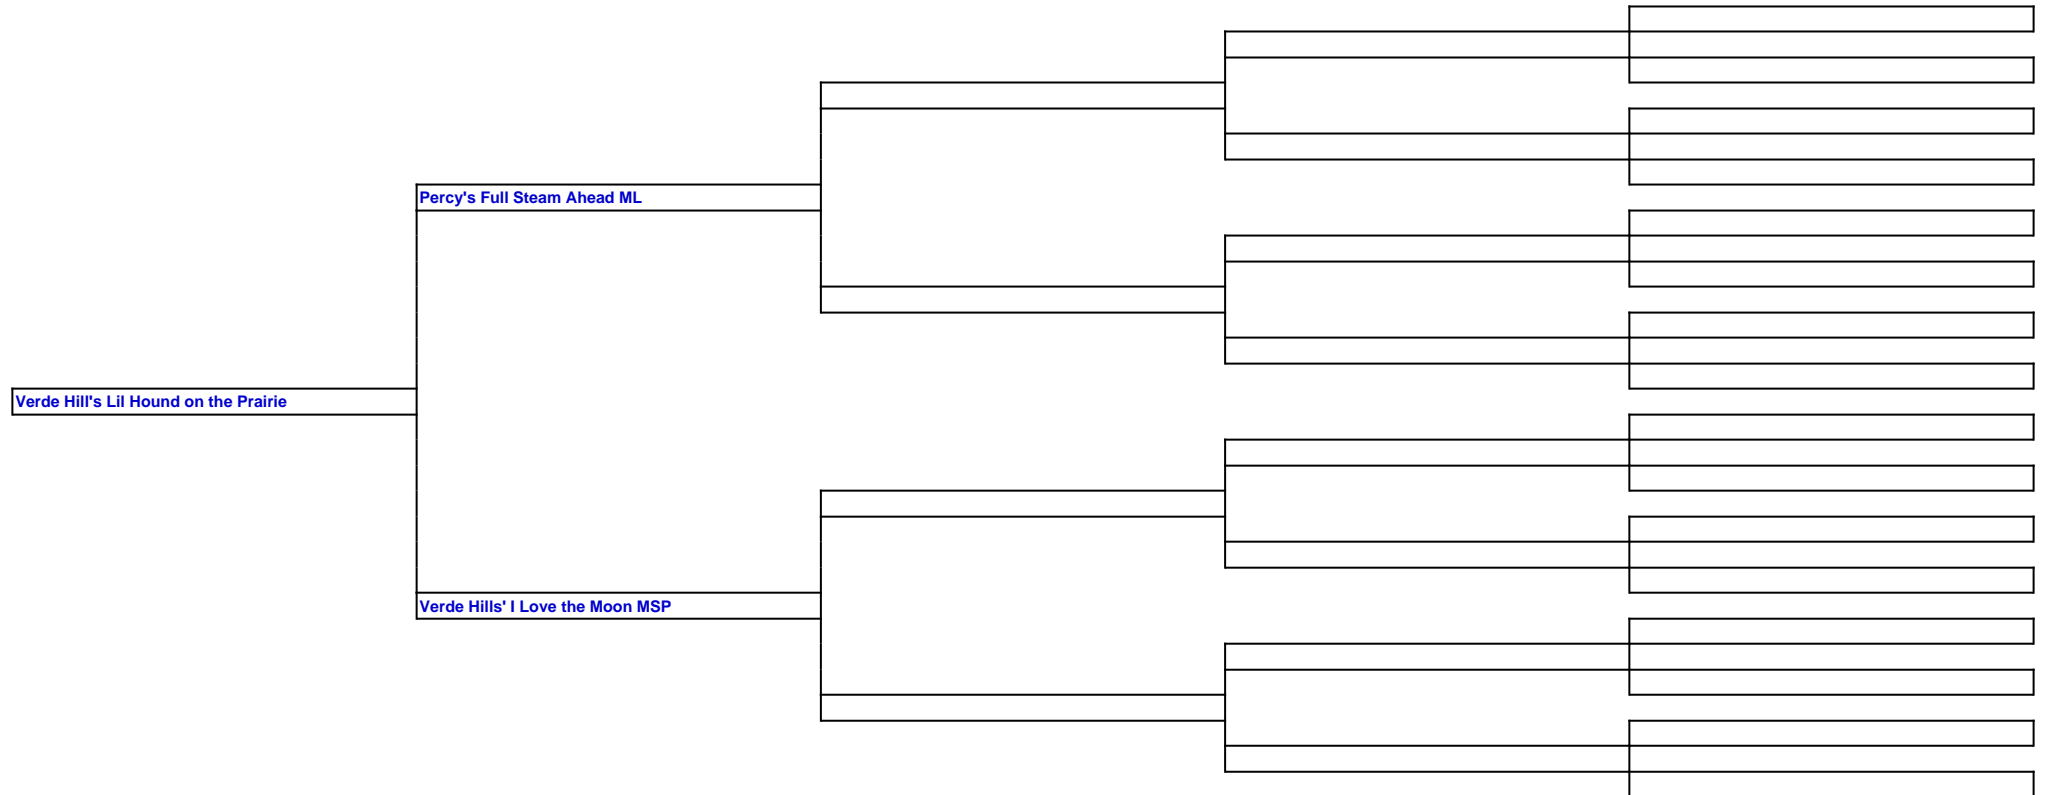 Percy's Full Steam Ahead ML
Verde Hill's Lil Hound on the Prairie
Verde Hills' I Love the Moon MSP